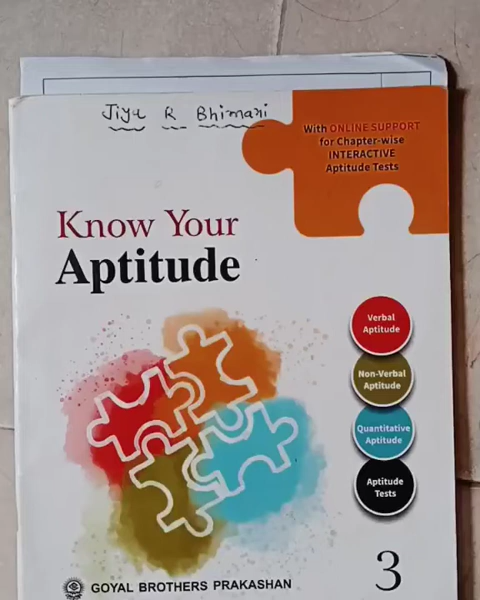 Jiya R Bhimani
With ONLINE SUPPORT
for Chapter-wise
INTERACTIVE
Aptitude Tests
Know Your
Aptitude
Verbal
Aptitude
Non-Verbal
Aptitude
Quantitative
Aptitude
Aptitude
Tests
GOYAL BROTHERS PRAKASHAN
3